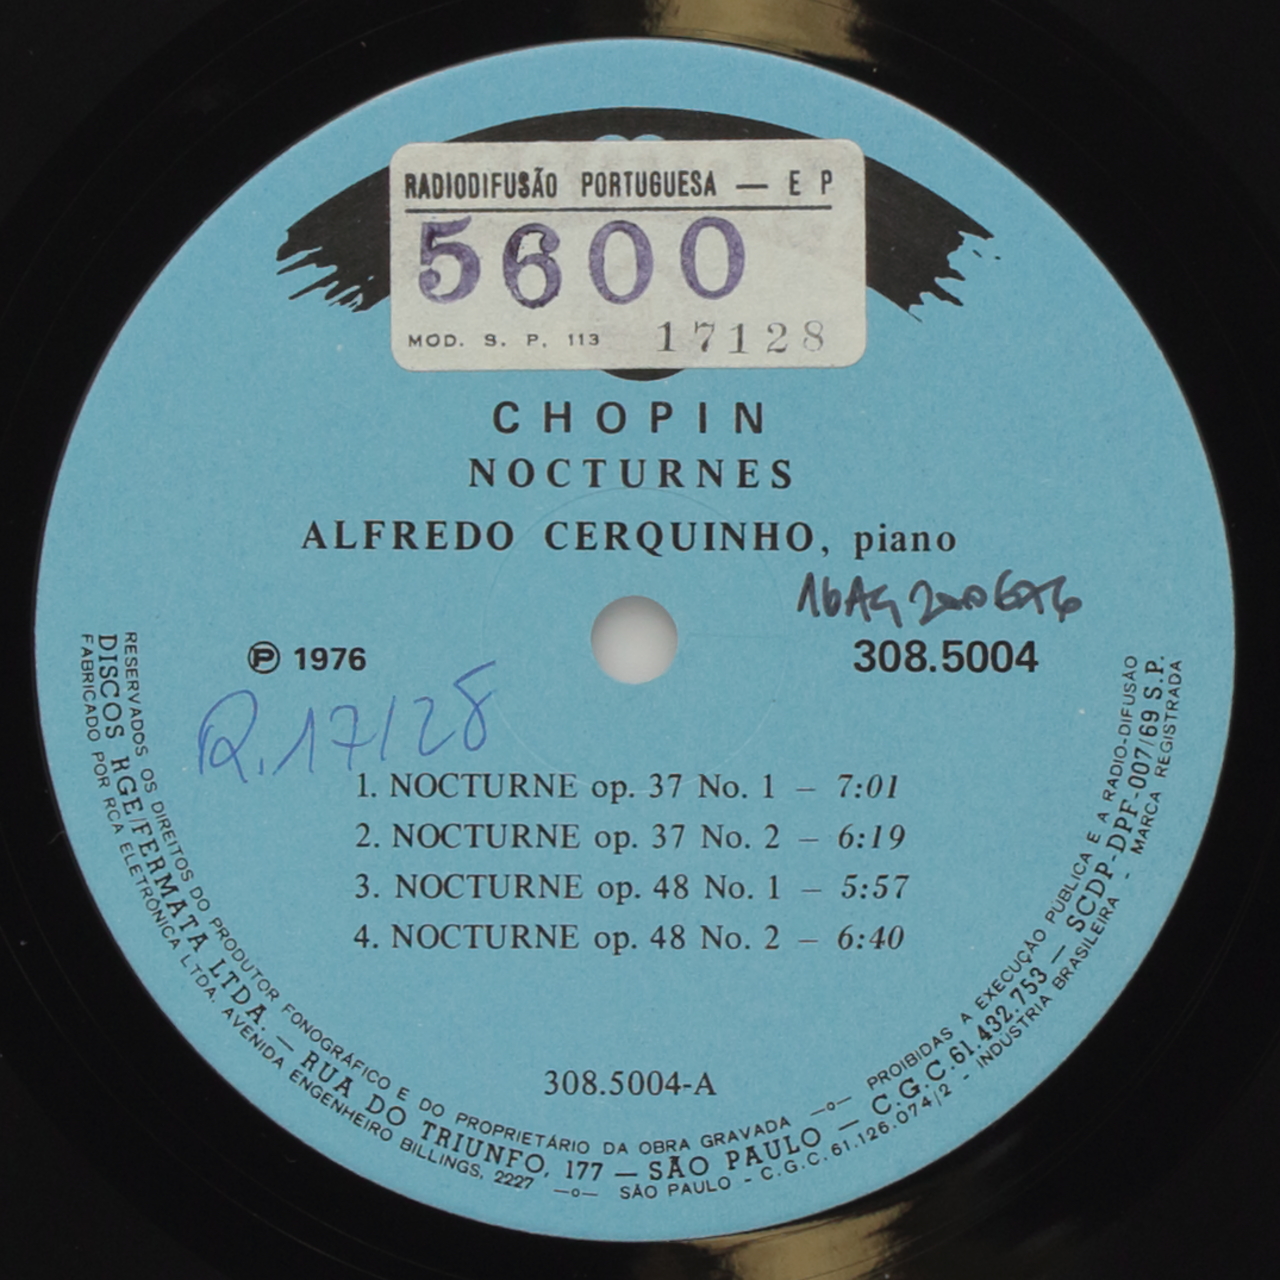 RADIODIFUSÃO PORTUGUESA — E P
5600
MOD. S. P. 113 17128
CHOPIN
NOCTURNES
ALFREDO CERQUINHO, piano
℗ 1976
308.5004
R.17128
1. NOCTURNE op. 37 No. 1 – 7:01
2. NOCTURNE op. 37 No. 2 – 6:19
3. NOCTURNE op. 48 No. 1 – 5:57
4. NOCTURNE op. 48 No. 2 – 6:40
308.5004-A
RESERVADOS OS DIREITOS DO PRODUTOR FONOGRÁFICO E DO PROPRIETÁRIO DA OBRA GRAVADA —o— PROIBIDAS A EXECUÇÃO PÚBLICA E A RADIO-DIFUSÃO
DISCOS RGE/FERMATA LTDA. — RUA DO TRIUNFO, 177 — SÃO PAULO — C.G.C. 61.432.753 — SCDP-DPF-007/69 S.P.
FABRICADO POR RCA ELETRÔNICA LTDA. AVENIDA ENGENHEIRO BILLINGS, 2227 —o— SÃO PAULO - C.G.C. 61.126.074/2 - INDÚSTRIA BRASILEIRA - MARCA REGISTRADA